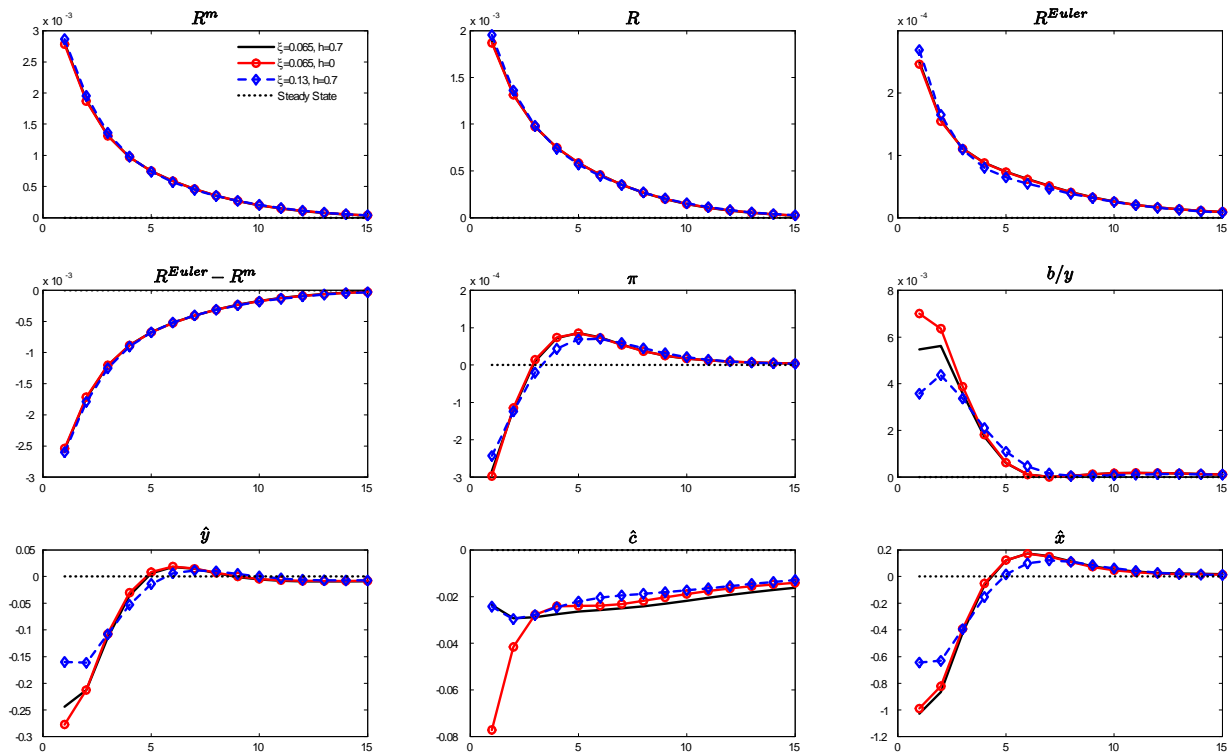 R^m
R
R^Euler
x 10^-3
x 10^-3
x 10^-4
3
2.5
2
1.5
1
0.5
0
0 5 10 15
ξ=0.065, h=0.7
ξ=0.065, h=0
ξ=0.13, h=0.7
Steady State
2
1.5
1
0.5
0
0 5 10 15
3
2
1
0
0 5 10 15
R^Euler − R^m
π
b/y
x 10^-3
x 10^-4
x 10^-3
0
-0.5
-1
-1.5
-2
-2.5
-3
0 5 10 15
2
1
0
-1
-2
-3
0 5 10 15
8
6
4
2
0
0 5 10 15
ŷ
ĉ
x̂
0.05
0
-0.05
-0.1
-0.15
-0.2
-0.25
-0.3
0 5 10 15
0
-0.02
-0.04
-0.06
-0.08
0 5 10 15
0.2
0
-0.2
-0.4
-0.6
-0.8
-1
-1.2
0 5 10 15